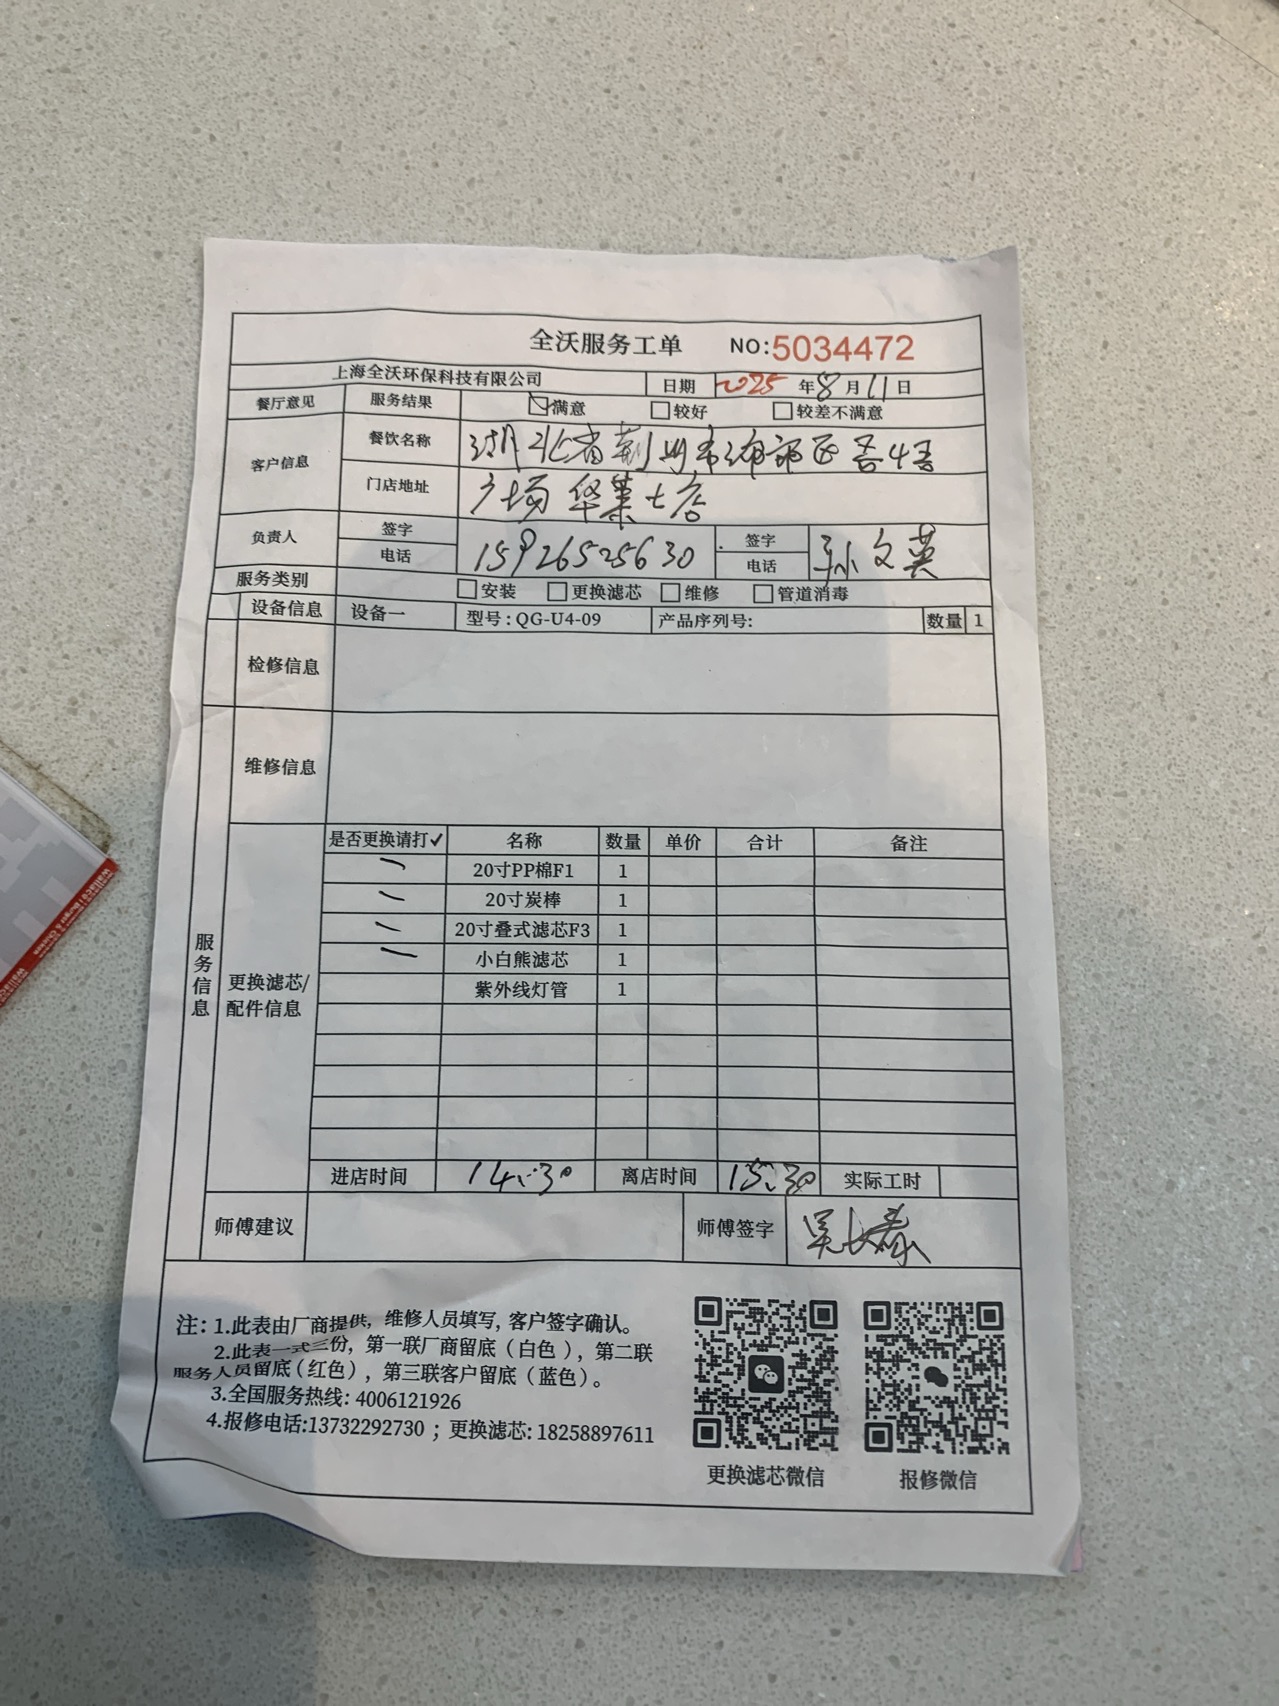 全沃服务工单 NO:5034472
上海全沃环保科技有限公司 日期 2025 年 8 月 11 日
餐厅意见 服务结果 满意 较好 较差不满意
客户信息 餐饮名称 湖北省荆州市沙市区吾4吾
门店地址 广场华莱士店
负责人 签字 电话 15926525630 签字 电话 孙文英
服务类别 安装 更换滤芯 维修 管道消毒
设备信息 设备一 型号:QG-U4-09 产品序列号: 数量 1
检修信息
维修信息
服务信息
更换滤芯/
配件信息
是否更换请打✓ 名称 数量 单价 合计 备注
20寸PP棉F1 1
20寸炭棒 1
20寸叠式滤芯F3 1
小白熊滤芯 1
紫外线灯管 1
进店时间 14:30 离店时间 15:30 实际工时
师傅建议 师傅签字
注: 1.此表由厂商提供，维修人员填写，客户签字确认。
2.此表一式三份，第一联厂商留底（白色），第二联
服务人员留底（红色），第三联客户留底（蓝色）。
3.全国服务热线: 4006121926
4.报修电话:13732292730 ；更换滤芯: 18258897611
更换滤芯微信 报修微信